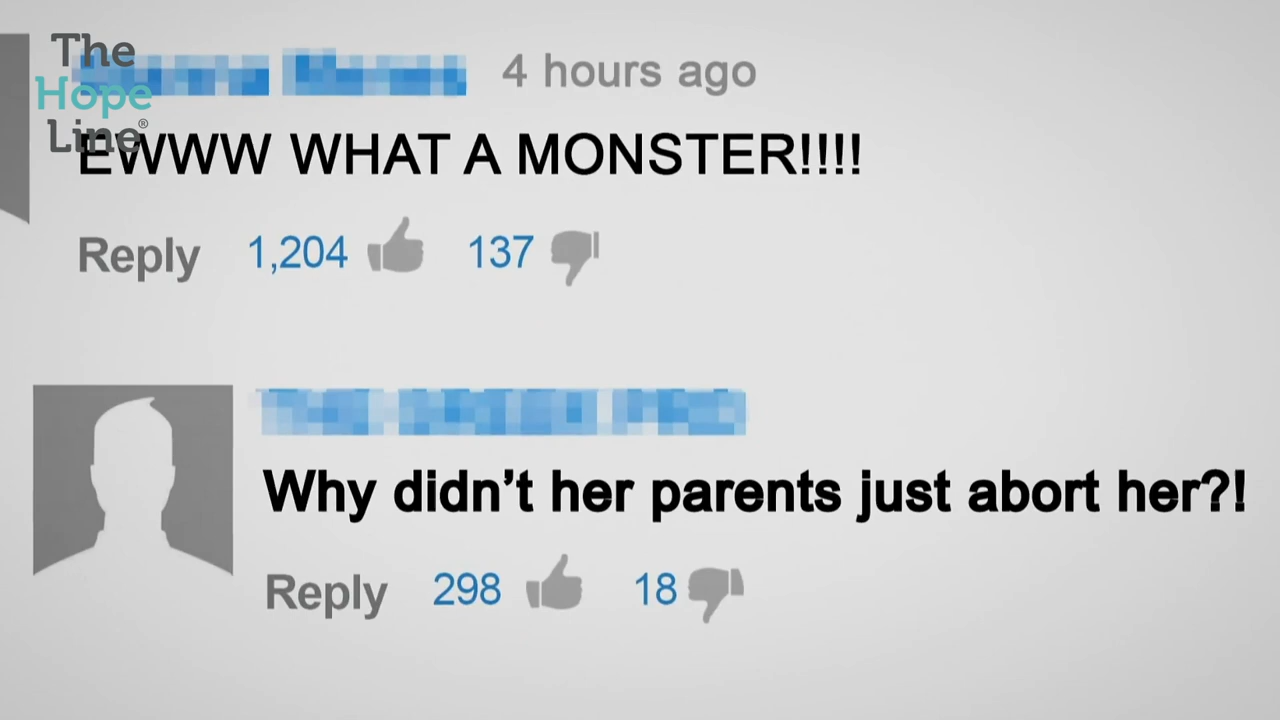 The
Hope
Line®
4 hours ago
EWWW WHAT A MONSTER!!!!
Reply 1,204 137
Why didn't her parents just abort her?!
Reply 298 18